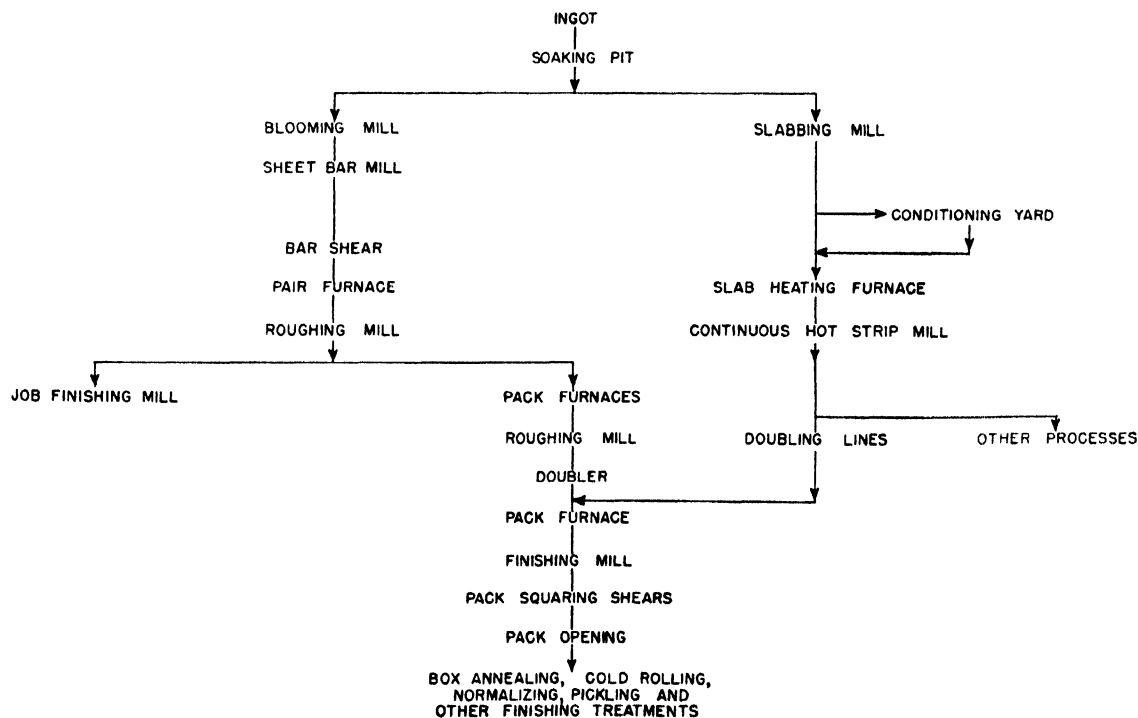 INGOT
SOAKING PIT
BLOOMING MILL
SLABBING MILL
SHEET BAR MILL
CONDITIONING YARD
BAR SHEAR
PAIR FURNACE
SLAB HEATING FURNACE
ROUGHING MILL
CONTINUOUS HOT STRIP MILL
JOB FINISHING MILL
PACK FURNACES
ROUGHING MILL
DOUBLING LINES
OTHER PROCESSES
DOUBLER
PACK FURNACE
FINISHING MILL
PACK SQUARING SHEARS
PACK OPENING
BOX ANNEALING, COLD ROLLING,
NORMALIZING, PICKLING AND
OTHER FINISHING TREATMENTS